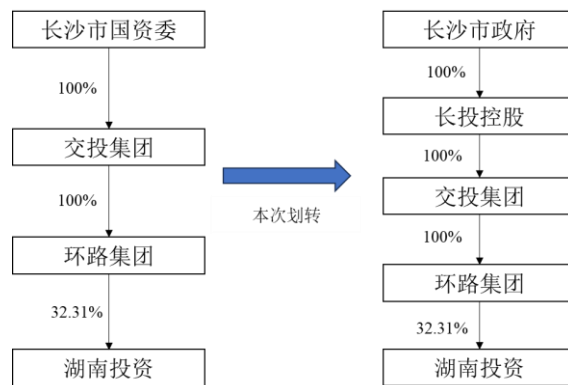 长沙市国资委
100%
交投集团
100%
环路集团
32.31%
湖南投资
本次划转
长沙市政府
100%
长投控股
100%
交投集团
100%
环路集团
32.31%
湖南投资